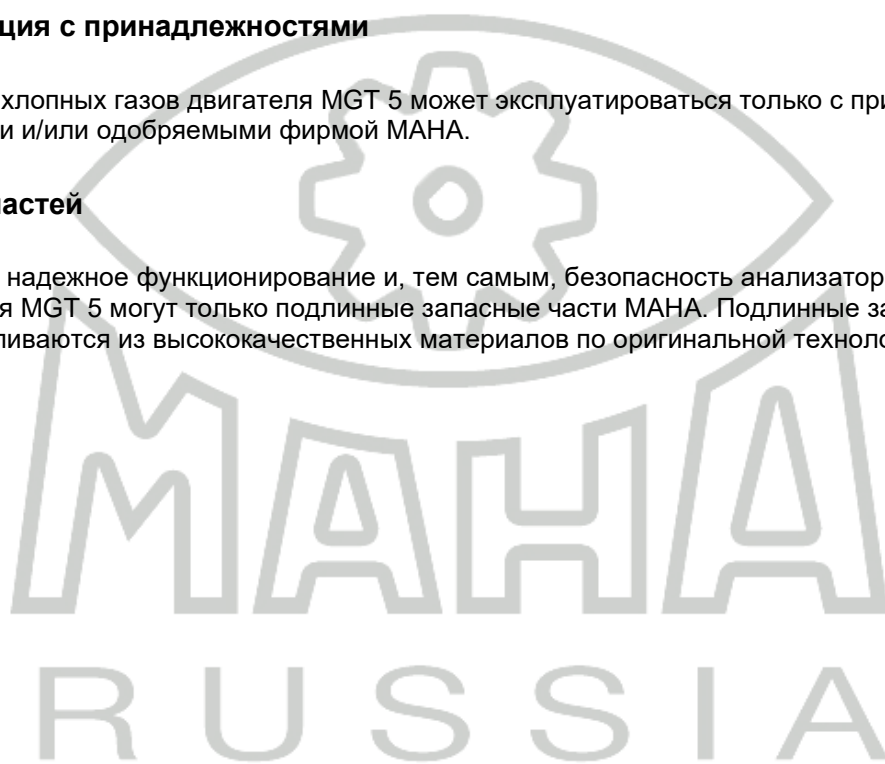 ция с принадлежностями
хлопных газов двигателя MGT 5 может эксплуатироваться только с при
и и/или одобряемыми фирмой МАНА.
частей
надежное функционирование и, тем самым, безопасность анализатор
я MGT 5 могут только подлинные запасные части МАНА. Подлинные за
ливаются из высококачественных материалов по оригинальной техноло
MAHA
RUSSIA